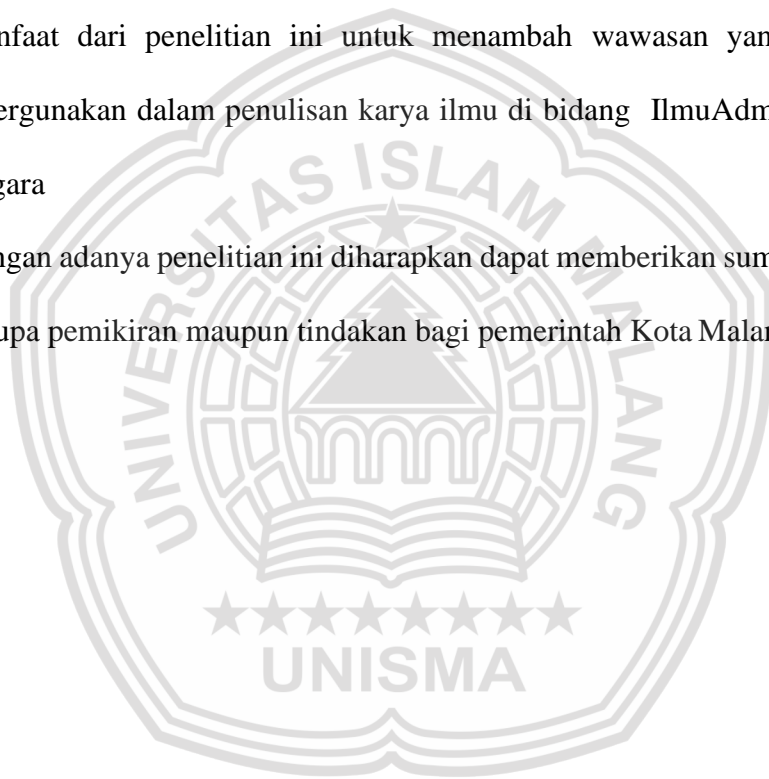 nfaat dari penelitian ini untuk menambah wawasan yan
ergunakan dalam penulisan karya ilmu di bidang IlmuAdm
gara
ngan adanya penelitian ini diharapkan dapat memberikan sum
upa pemikiran maupun tindakan bagi pemerintah Kota Malan
UNIVERSITAS ISLAM MALANG
UNISMA